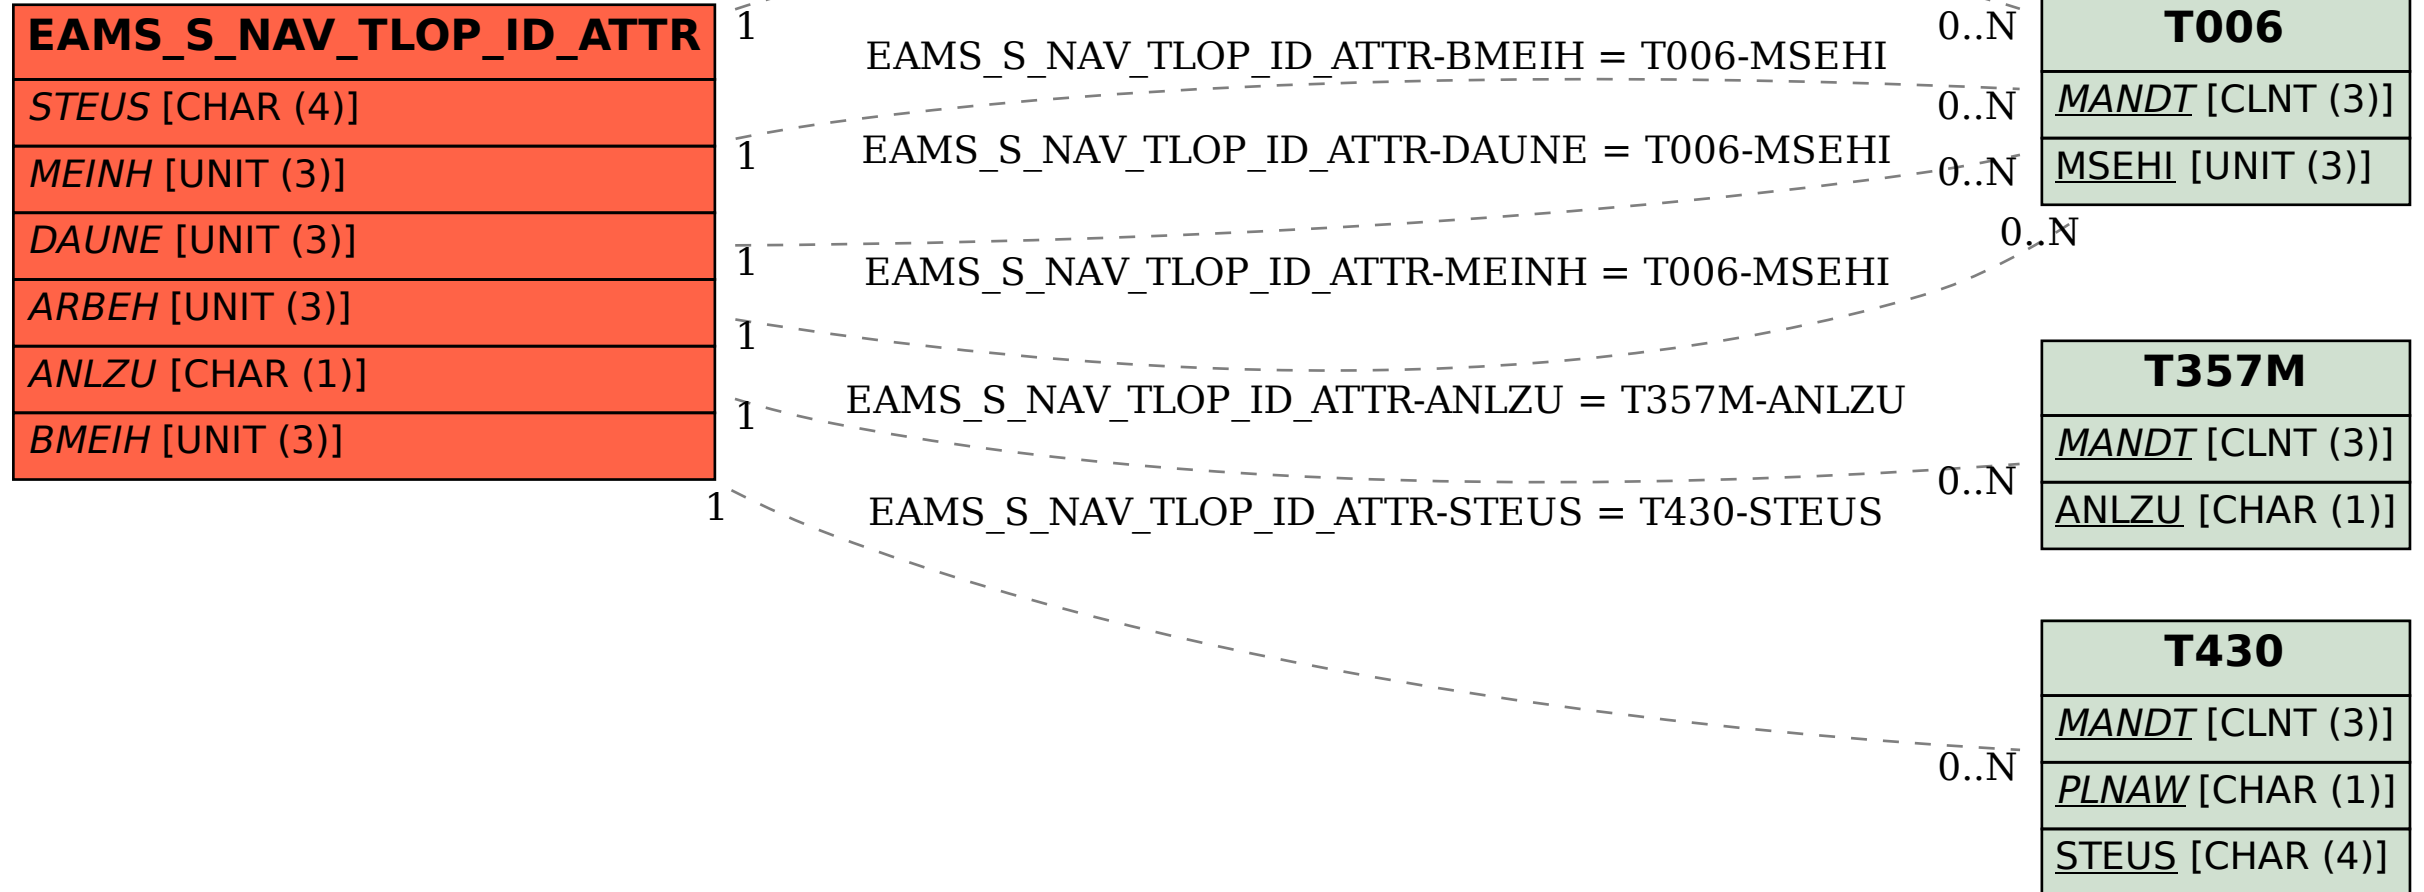 EAMS_S_NAV_TLOP_ID_ATTR
STEUS [CHAR (4)]
MEINH [UNIT (3)]
DAUNE [UNIT (3)]
ARBEH [UNIT (3)]
ANLZU [CHAR (1)]
BMEIH [UNIT (3)]
1
0..N
EAMS_S_NAV_TLOP_ID_ATTR-BMEIH = T006-MSEHI
0..N
1
EAMS_S_NAV_TLOP_ID_ATTR-DAUNE = T006-MSEHI
0..N
1
0..N
EAMS_S_NAV_TLOP_ID_ATTR-MEINH = T006-MSEHI
1
EAMS_S_NAV_TLOP_ID_ATTR-ANLZU = T357M-ANLZU
1
0..N
EAMS_S_NAV_TLOP_ID_ATTR-STEUS = T430-STEUS
1
0..N
T006
MANDT [CLNT (3)]
MSEHI [UNIT (3)]
T357M
MANDT [CLNT (3)]
ANLZU [CHAR (1)]
T430
MANDT [CLNT (3)]
PLNAW [CHAR (1)]
STEUS [CHAR (4)]